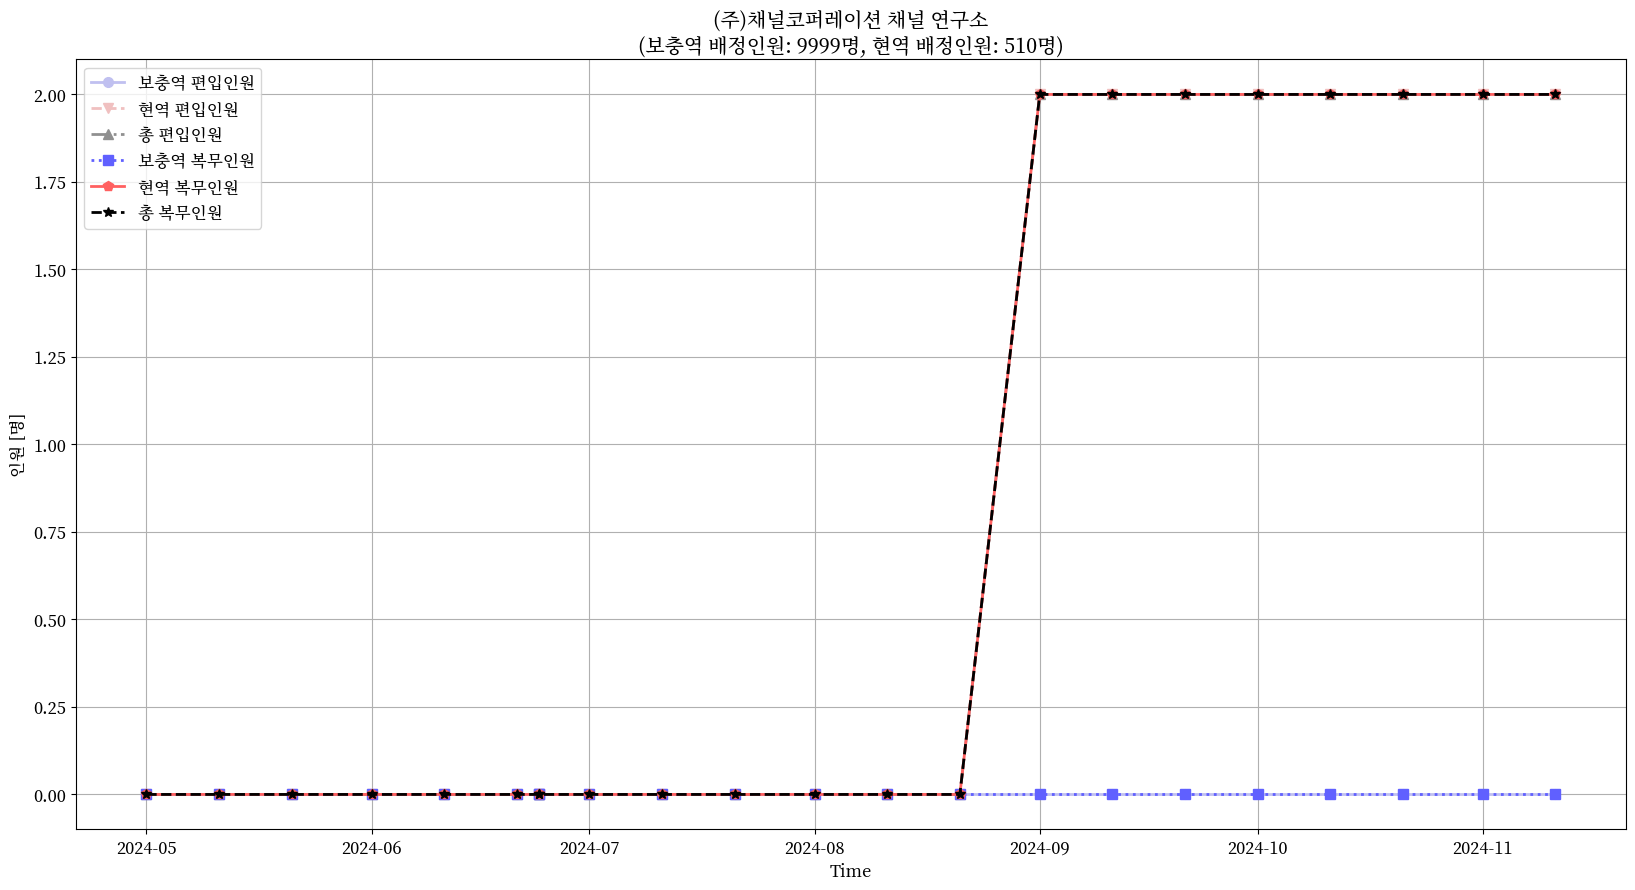 (주)채널코퍼레이션 채널 연구소
(보충역 배정인원: 9999명, 현역 배정인원: 510명)
보충역 편입인원
현역 편입인원
총 편입인원
보충역 복무인원
현역 복무인원
총 복무인원
2.00
1.75
1.50
1.25
1.00
0.75
0.50
0.25
0.00
인원 [명]
2024-05 2024-06 2024-07 2024-08 2024-09 2024-10 2024-11
Time